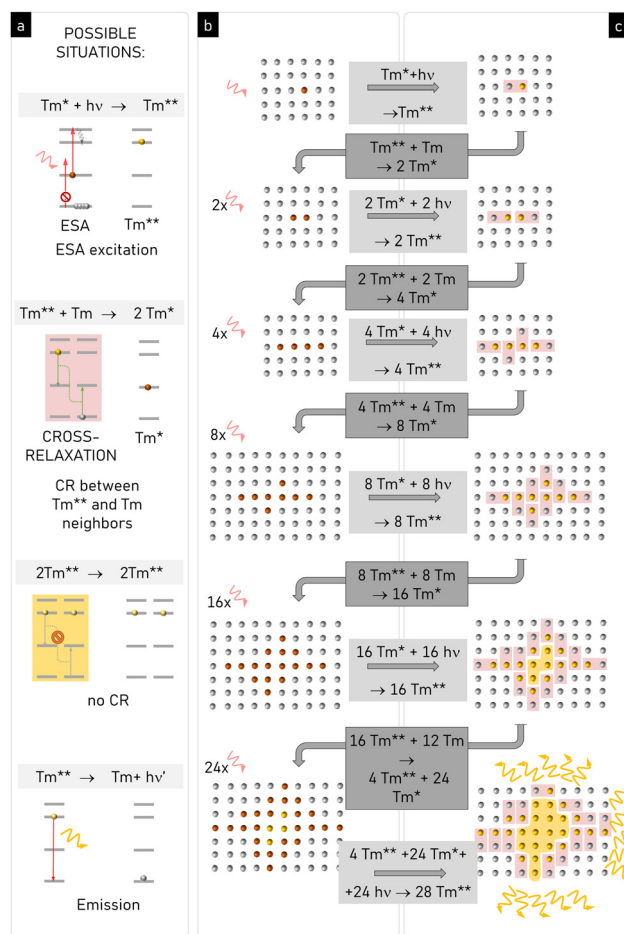 a
POSSIBLE
SITUATIONS:
Tm* + hν → Tm**
ESA
Tm**
ESA excitation
Tm** + Tm → 2 Tm*
CROSS-
RELAXATION
Tm*
CR between
Tm** and Tm
neighbors
2Tm** → 2Tm**
no CR
Tm** → Tm+ hν'
Emission
b
c
Tm*+hν
→Tm**
Tm** + Tm
→ 2 Tm*
2x
2 Tm* + 2 hν
→ 2 Tm**
2 Tm** + 2 Tm
→ 4 Tm*
4x
4 Tm* + 4 hν
→ 4 Tm**
4 Tm** + 4 Tm
→ 8 Tm*
8x
8 Tm* + 8 hν
→ 8 Tm**
8 Tm** + 8 Tm
→ 16 Tm*
16x
16 Tm* + 16 hν
→ 16 Tm**
16 Tm** + 12 Tm
→
4 Tm** + 24
Tm*
24x
4 Tm** +24 Tm*+
+24 hν → 28 Tm**